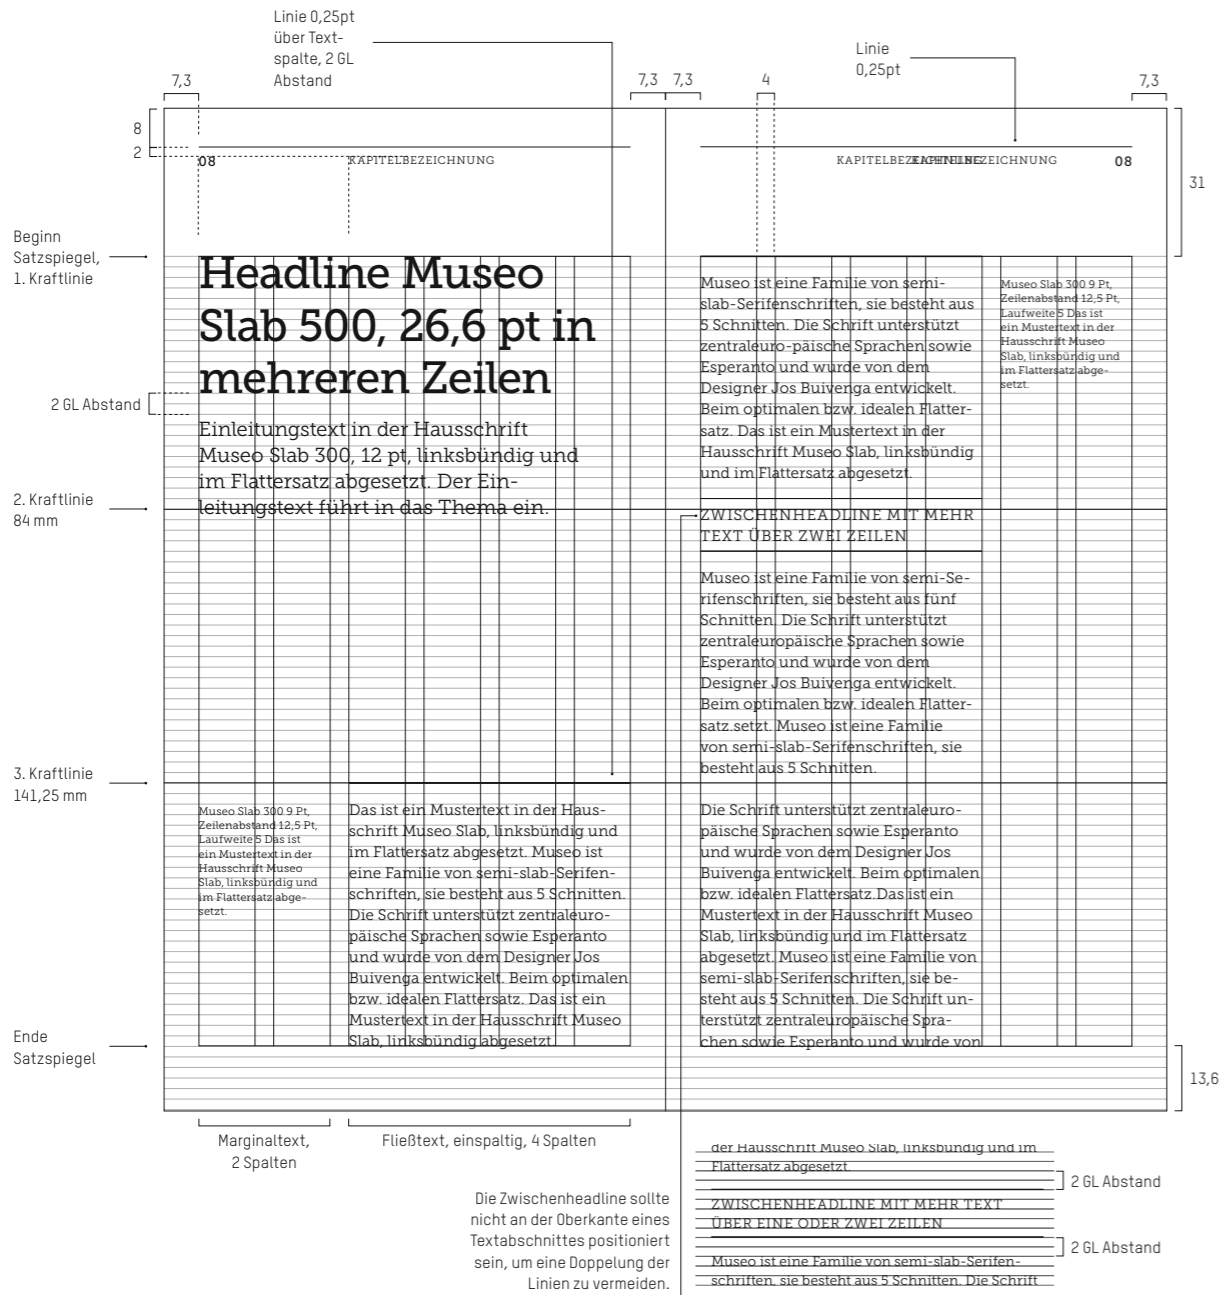 Linie 0,25pt
über Text-
spalte, 2 GL
Abstand
Linie
0,25pt
7,3
7,3
7,3
4
7,3
8
2
08
KAPITELBEZEICHNUNG
KAPITELBEZEICHNUNG
KAPITELBEZEICHNUNG
08
31
Beginn
Satzspiegel,
1. Kraftlinie
Headline Museo
Slab 500, 26,6 pt in
mehreren Zeilen
2 GL Abstand
Einleitungstext in der Hausschrift
Museo Slab 300, 12 pt, linksbündig und
im Flattersatz abgesetzt. Der Ein-
leitungstext führt in das Thema ein.
2. Kraftlinie
84 mm
3. Kraftlinie
141,25 mm
Museo Slab 300 9 Pt,
Zeilenabstand 12,5 Pt,
Laufweite 5 Das ist
ein Mustertext in der
Hausschrift Museo
Slab, linksbündig und
im Flattersatz abge-
setzt.
Das ist ein Mustertext in der Haus-
schrift Museo Slab, linksbündig und
im Flattersatz abgesetzt. Museo ist
eine Familie von semi-slab-Serifen-
schriften, sie besteht aus 5 Schnitten.
Die Schrift unterstützt zentraleuro-
päische Sprachen sowie Esperanto
und wurde von dem Designer Jos
Buivenga entwickelt. Beim optimalen
bzw. idealen Flattersatz. Das ist ein
Mustertext in der Hausschrift Museo
Slab, linksbündig abgesetzt
Ende
Satzspiegel
Museo ist eine Familie von semi-
slab-Serifenschriften, sie besteht aus
5 Schnitten. Die Schrift unterstützt
zentraleuro-päische Sprachen sowie
Esperanto und wurde von dem
Designer Jos Buivenga entwickelt.
Beim optimalen bzw. idealen Flatter-
satz. Das ist ein Mustertext in der
Hausschrift Museo Slab, linksbündig
und im Flattersatz abgesetzt.
ZWISCHENHEADLINE MIT MEHR
TEXT ÜBER ZWEI ZEILEN
Museo ist eine Familie von semi-Se-
rifenschriften, sie besteht aus fünf
Schnitten. Die Schrift unterstützt
zentraleuropäische Sprachen sowie
Esperanto und wurde von dem
Designer Jos Buivenga entwickelt.
Beim optimalen bzw. idealen Flatter-
satz.setzt. Museo ist eine Familie
von semi-slab-Serifenschriften, sie
besteht aus 5 Schnitten.
Die Schrift unterstützt zentraleuro-
päische Sprachen sowie Esperanto
und wurde von dem Designer Jos
Buivenga entwickelt. Beim optimalen
bzw. idealen Flattersatz.Das ist ein
Mustertext in der Hausschrift Museo
Slab, linksbündig und im Flattersatz
abgesetzt. Museo ist eine Familie von
semi-slab-Serifenschriften, sie be-
steht aus 5 Schnitten. Die Schrift un-
terstützt zentraleuropäische Spra-
chen sowie Esperanto und wurde von
Museo Slab 300 9 Pt,
Zeilenabstand 12,5 Pt,
Laufweite 5 Das ist
ein Mustertext in der
Hausschrift Museo
Slab, linksbündig und
im Flattersatz abge-
setzt.
13,6
Marginaltext,
2 Spalten
Fließtext, einspaltig, 4 Spalten
Die Zwischenheadline sollte
nicht an der Oberkante eines
Textabschnittes positioniert
sein, um eine Doppelung der
Linien zu vermeiden.
der Hausschrift Museo Slab, linksbündig und im
Flattersatz abgesetzt.
2 GL Abstand
ZWISCHENHEADLINE MIT MEHR TEXT
ÜBER EINE ODER ZWEI ZEILEN
2 GL Abstand
Museo ist eine Familie von semi-slab-Serifen-
schriften, sie besteht aus 5 Schnitten. Die Schrift